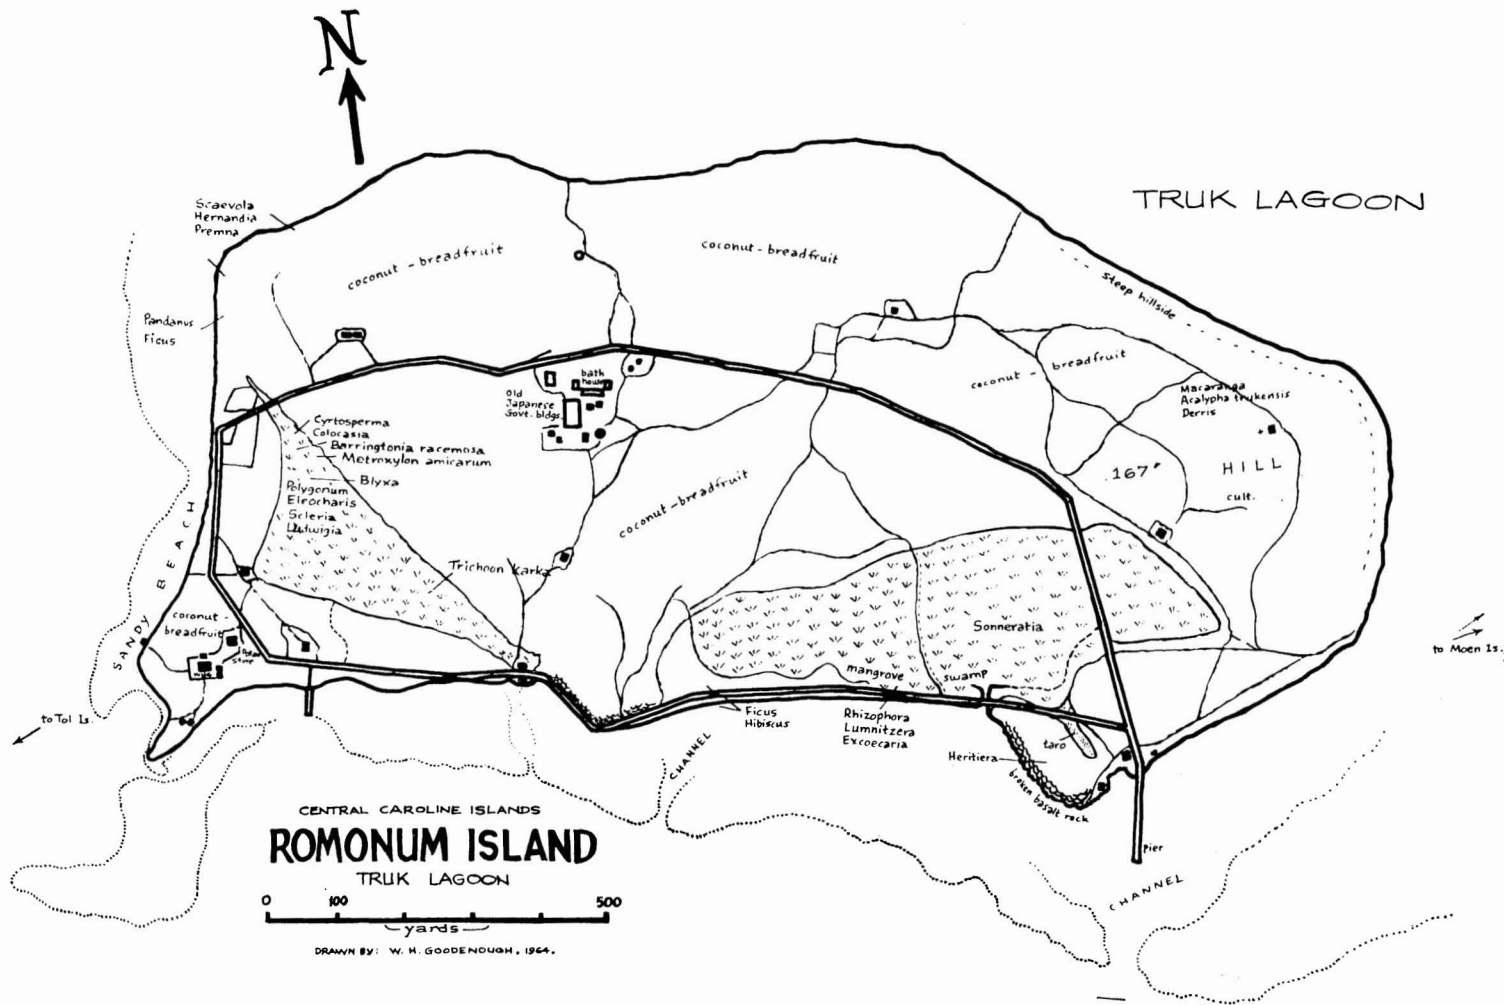 N
TRUK LAGOON
Scaevola
Hernandia
Premna
coconut - breadfruit
coconut - breadfruit
steep hillside
Pandanus
Ficus
coconut - breadfruit
bath
house
Old
Japanese
Govt. bldgs.
Macaranga
Acalypha trukensis
Derris
Cyrtosperma
Colocasia
Barringtonia racemosa
Metroxylon amicarum
Blyxa
Polygonum
Eleocharis
Scleria
Ludwigia
167'
HILL
cult.
coconut - breadfruit
SANDY BEACH
Trichoon Karka
coconut -
breadfruit
Sonneratia
to Moen Is.
mangrove swamp
to Tol Is.
Ficus
Hibiscus
Rhizophora
Lumnitzera
Excoecaria
taro
Heritiera
broken basalt rock
CHANNEL
Pier
CHANNEL
CENTRAL CAROLINE ISLANDS
ROMONUM ISLAND
TRUK LAGOON
0 100 500
yards
DRAWN BY: W. H. GOODENOUGH, 1964.